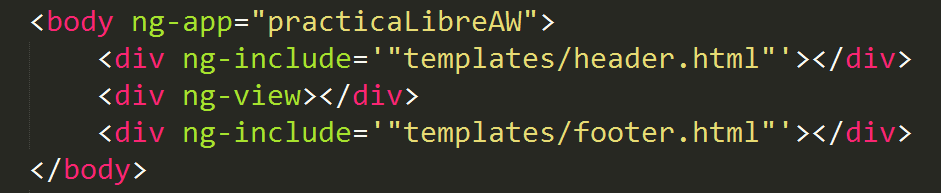 <body ng-app="practicaLibreAW">
<div ng-include='"templates/header.html"'></div>
<div ng-view></div>
<div ng-include='"templates/footer.html"'></div>
</body>